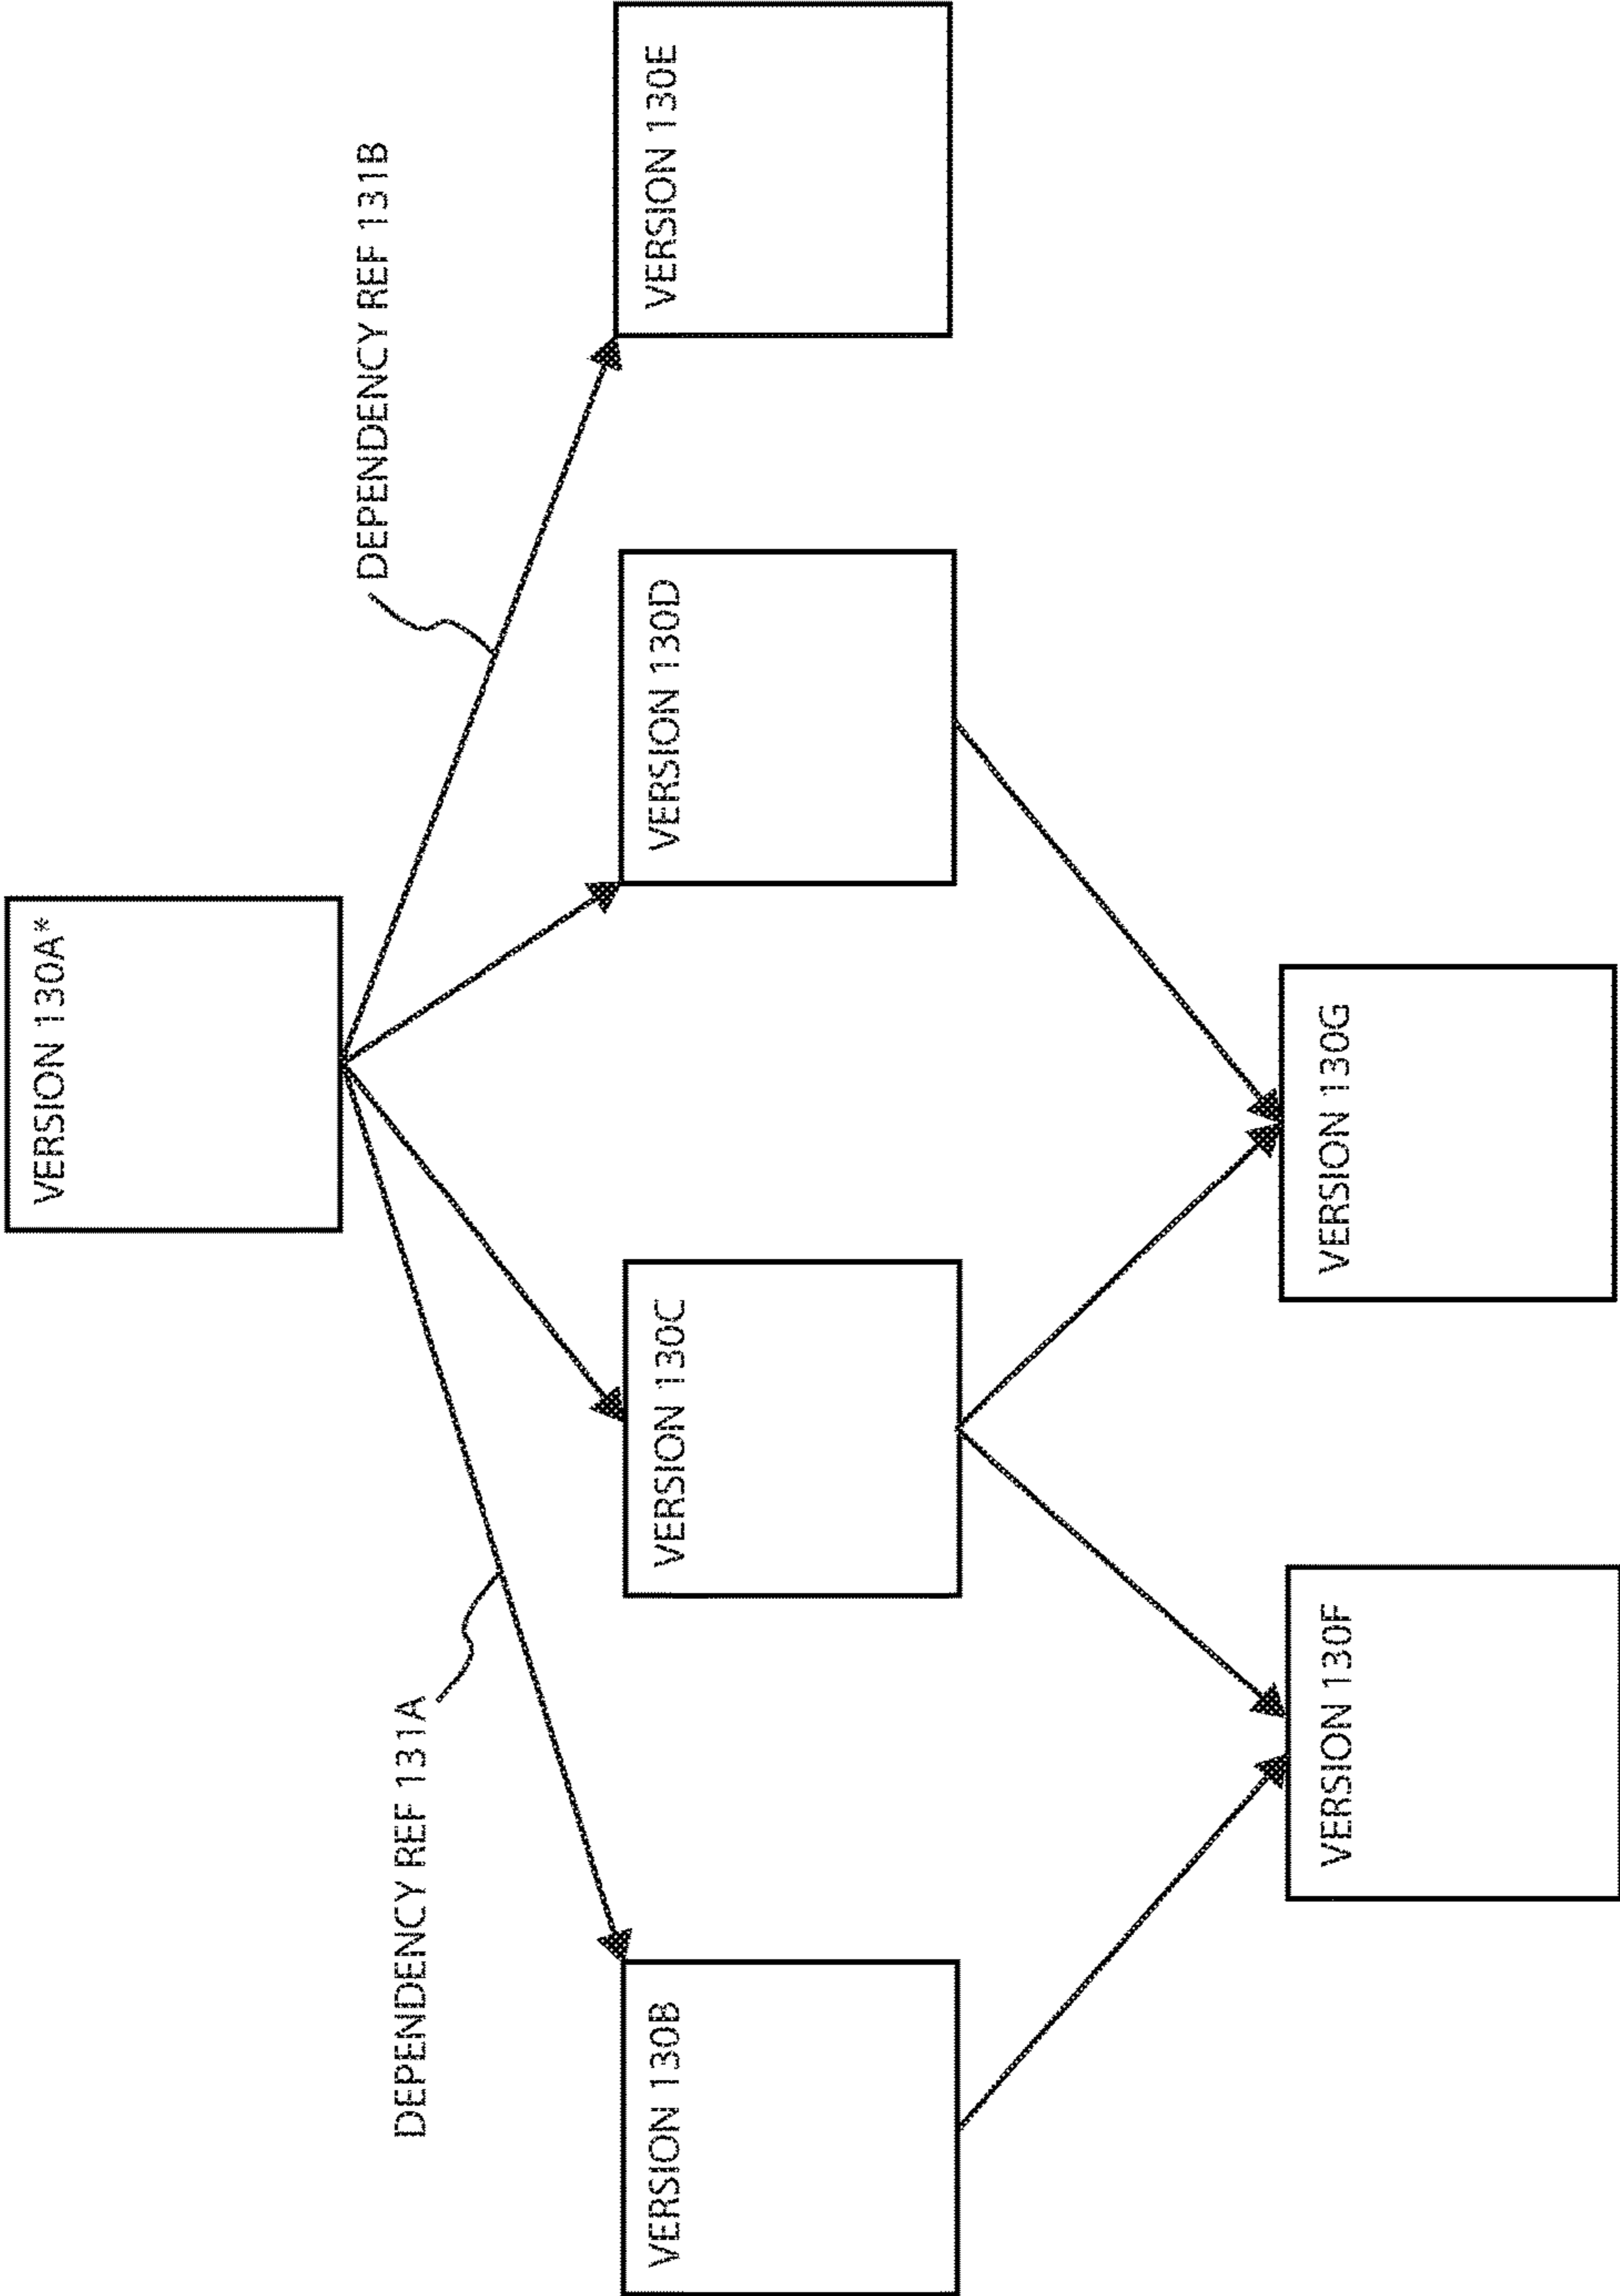 VERSION 130A*
DEPENDENCY REF 131A
DEPENDENCY REF 131B
VERSION 130B
VERSION 130C
VERSION 130D
VERSION 130E
VERSION 130F
VERSION 130G